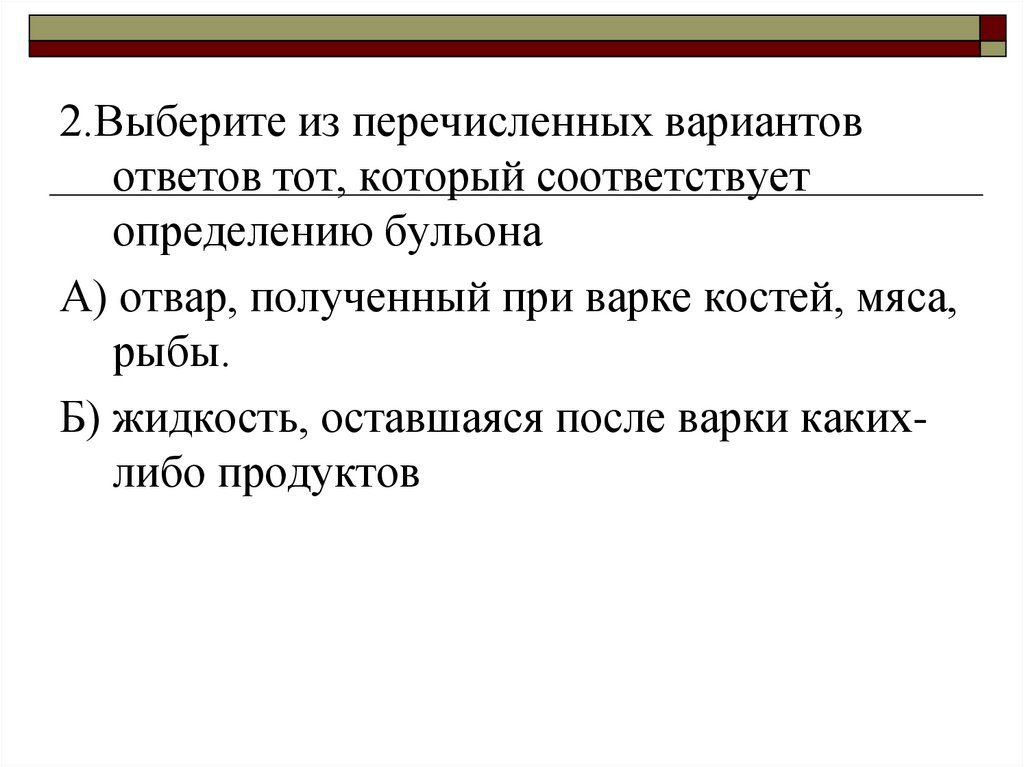 2.Выберите из перечисленных вариантов
ответов тот, который соответствует
определению бульона
А) отвар, полученный при варке костей, мяса,
рыбы.
Б) жидкость, оставшаяся после варки каких-
либо продуктов